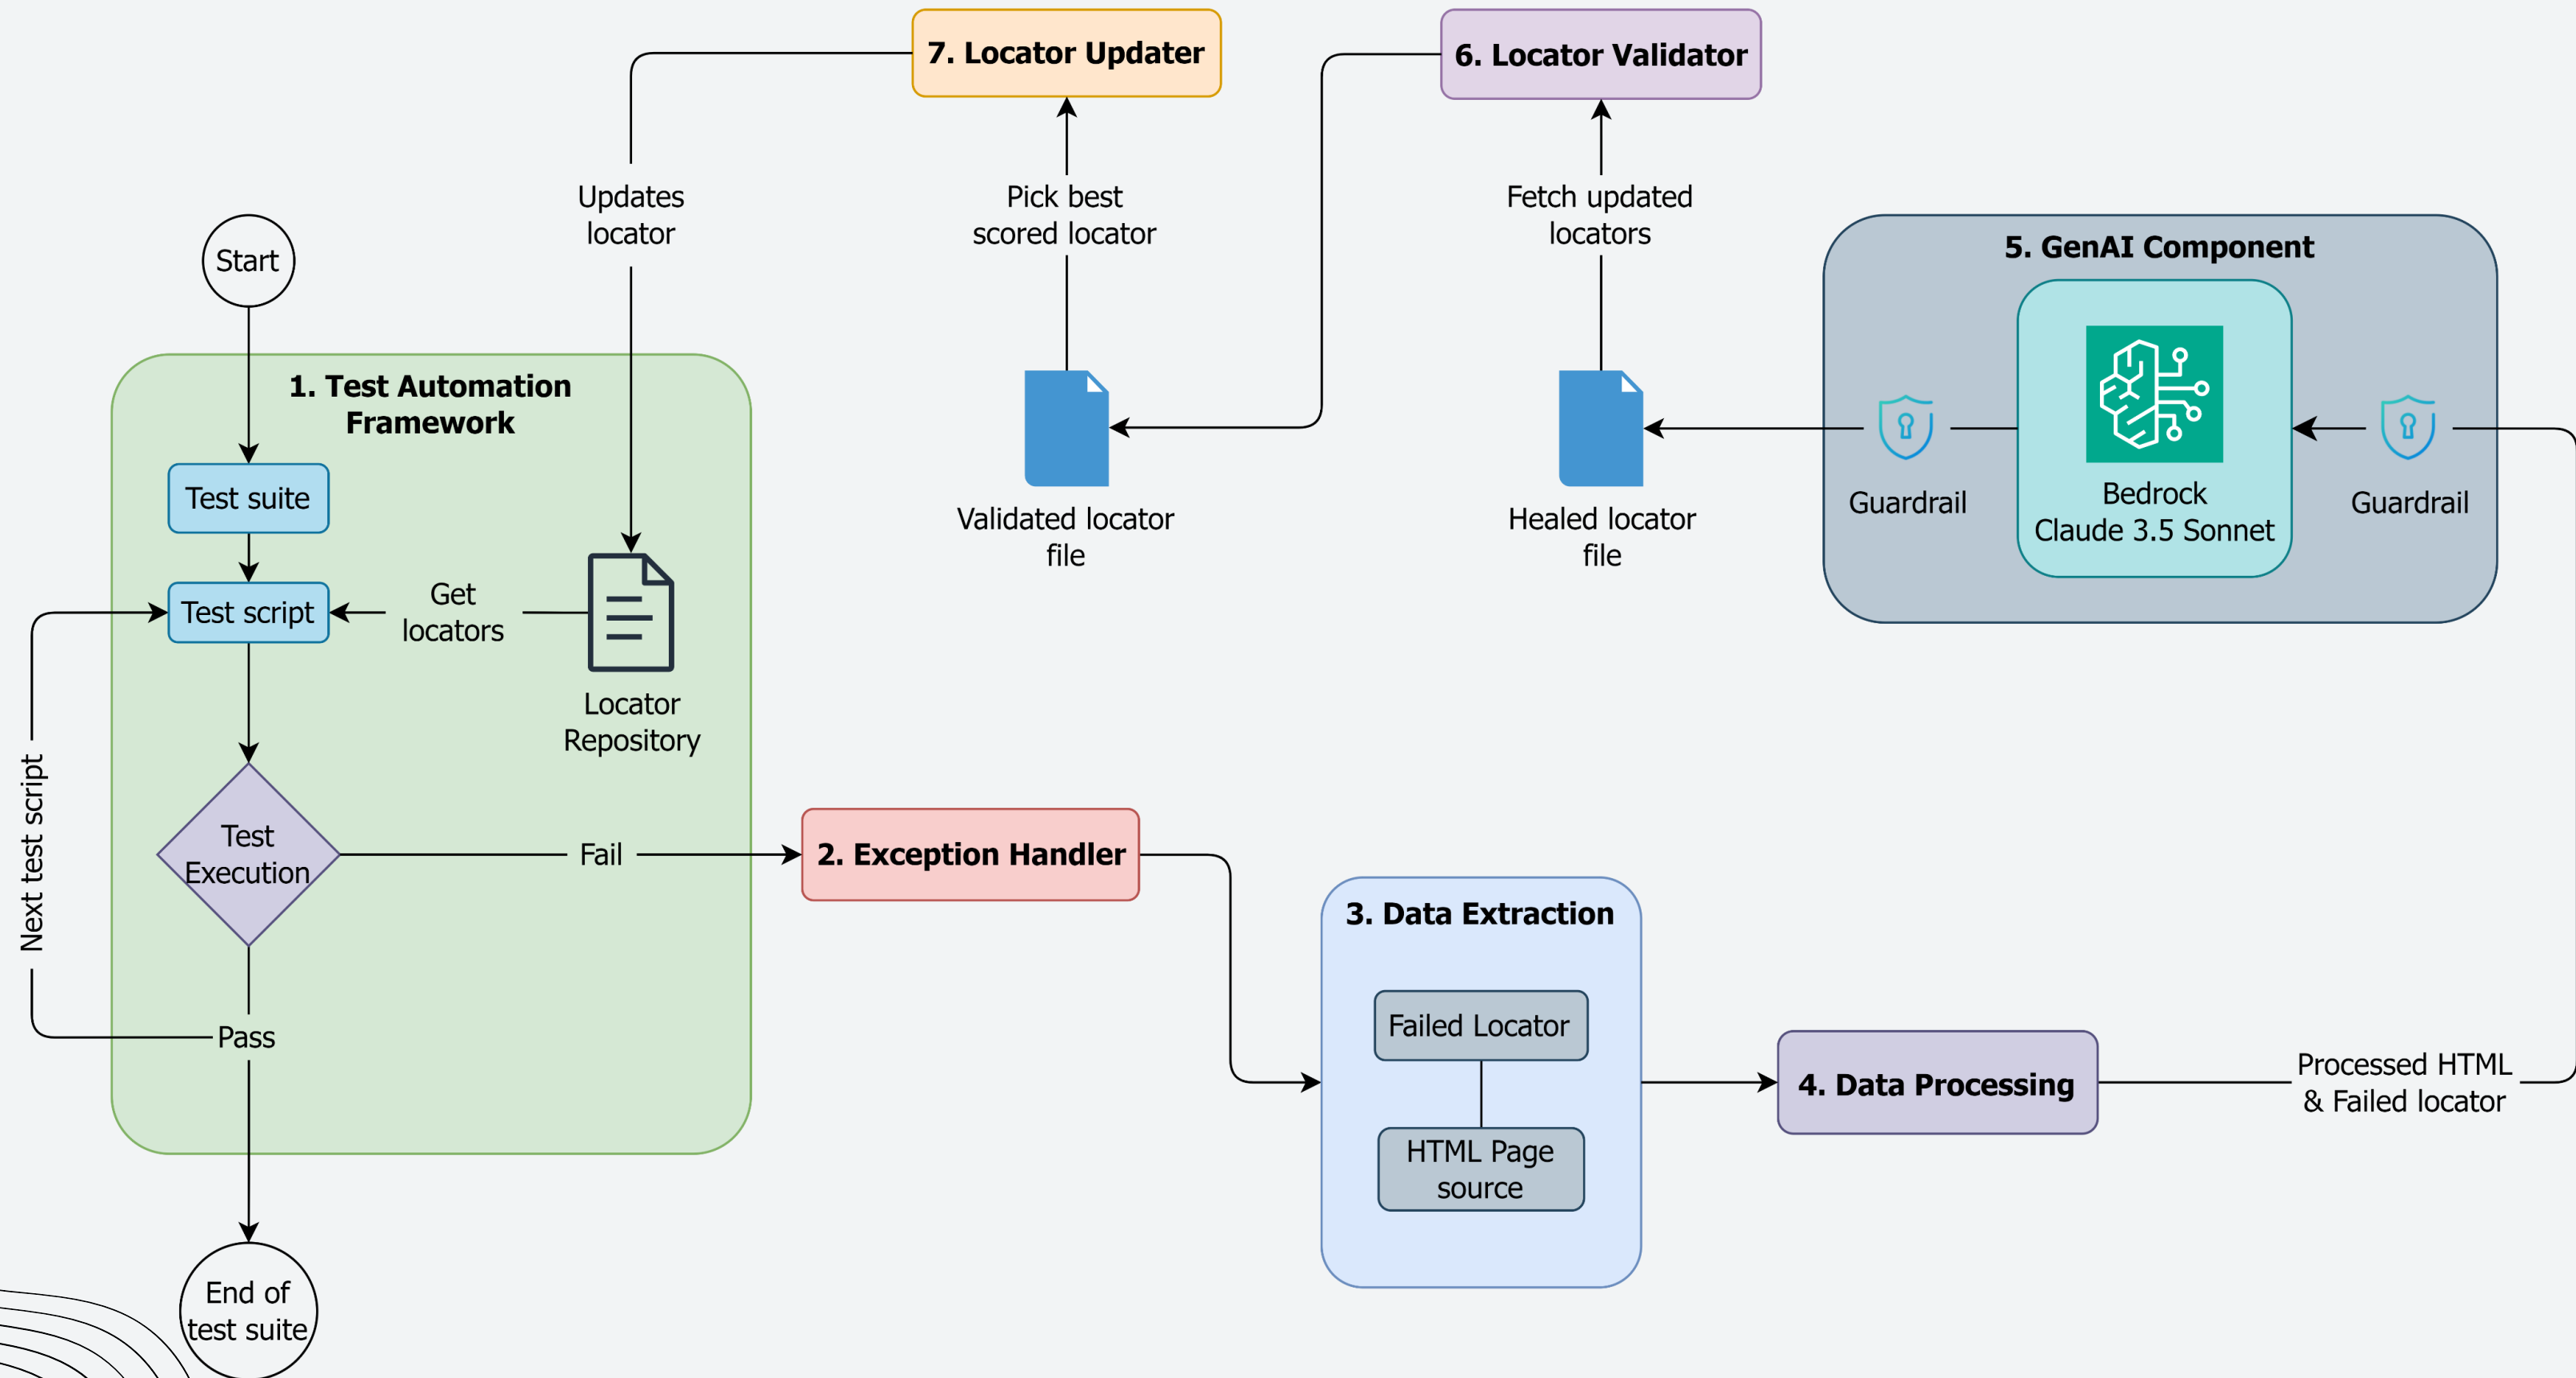 7. Locator Updater
6. Locator Validator
Updates
locator
Pick best
scored locator
Fetch updated
locators
Start
5. GenAI Component
1. Test Automation
Framework
Test suite
Guardrail
Bedrock
Claude 3.5 Sonnet
Guardrail
Validated locator
file
Healed locator
file
Test script
Get
locators
Locator
Repository
Next test script
Test
Execution
Fail
2. Exception Handler
3. Data Extraction
Failed Locator
HTML Page
source
4. Data Processing
Processed HTML
& Failed locator
Pass
End of
test suite